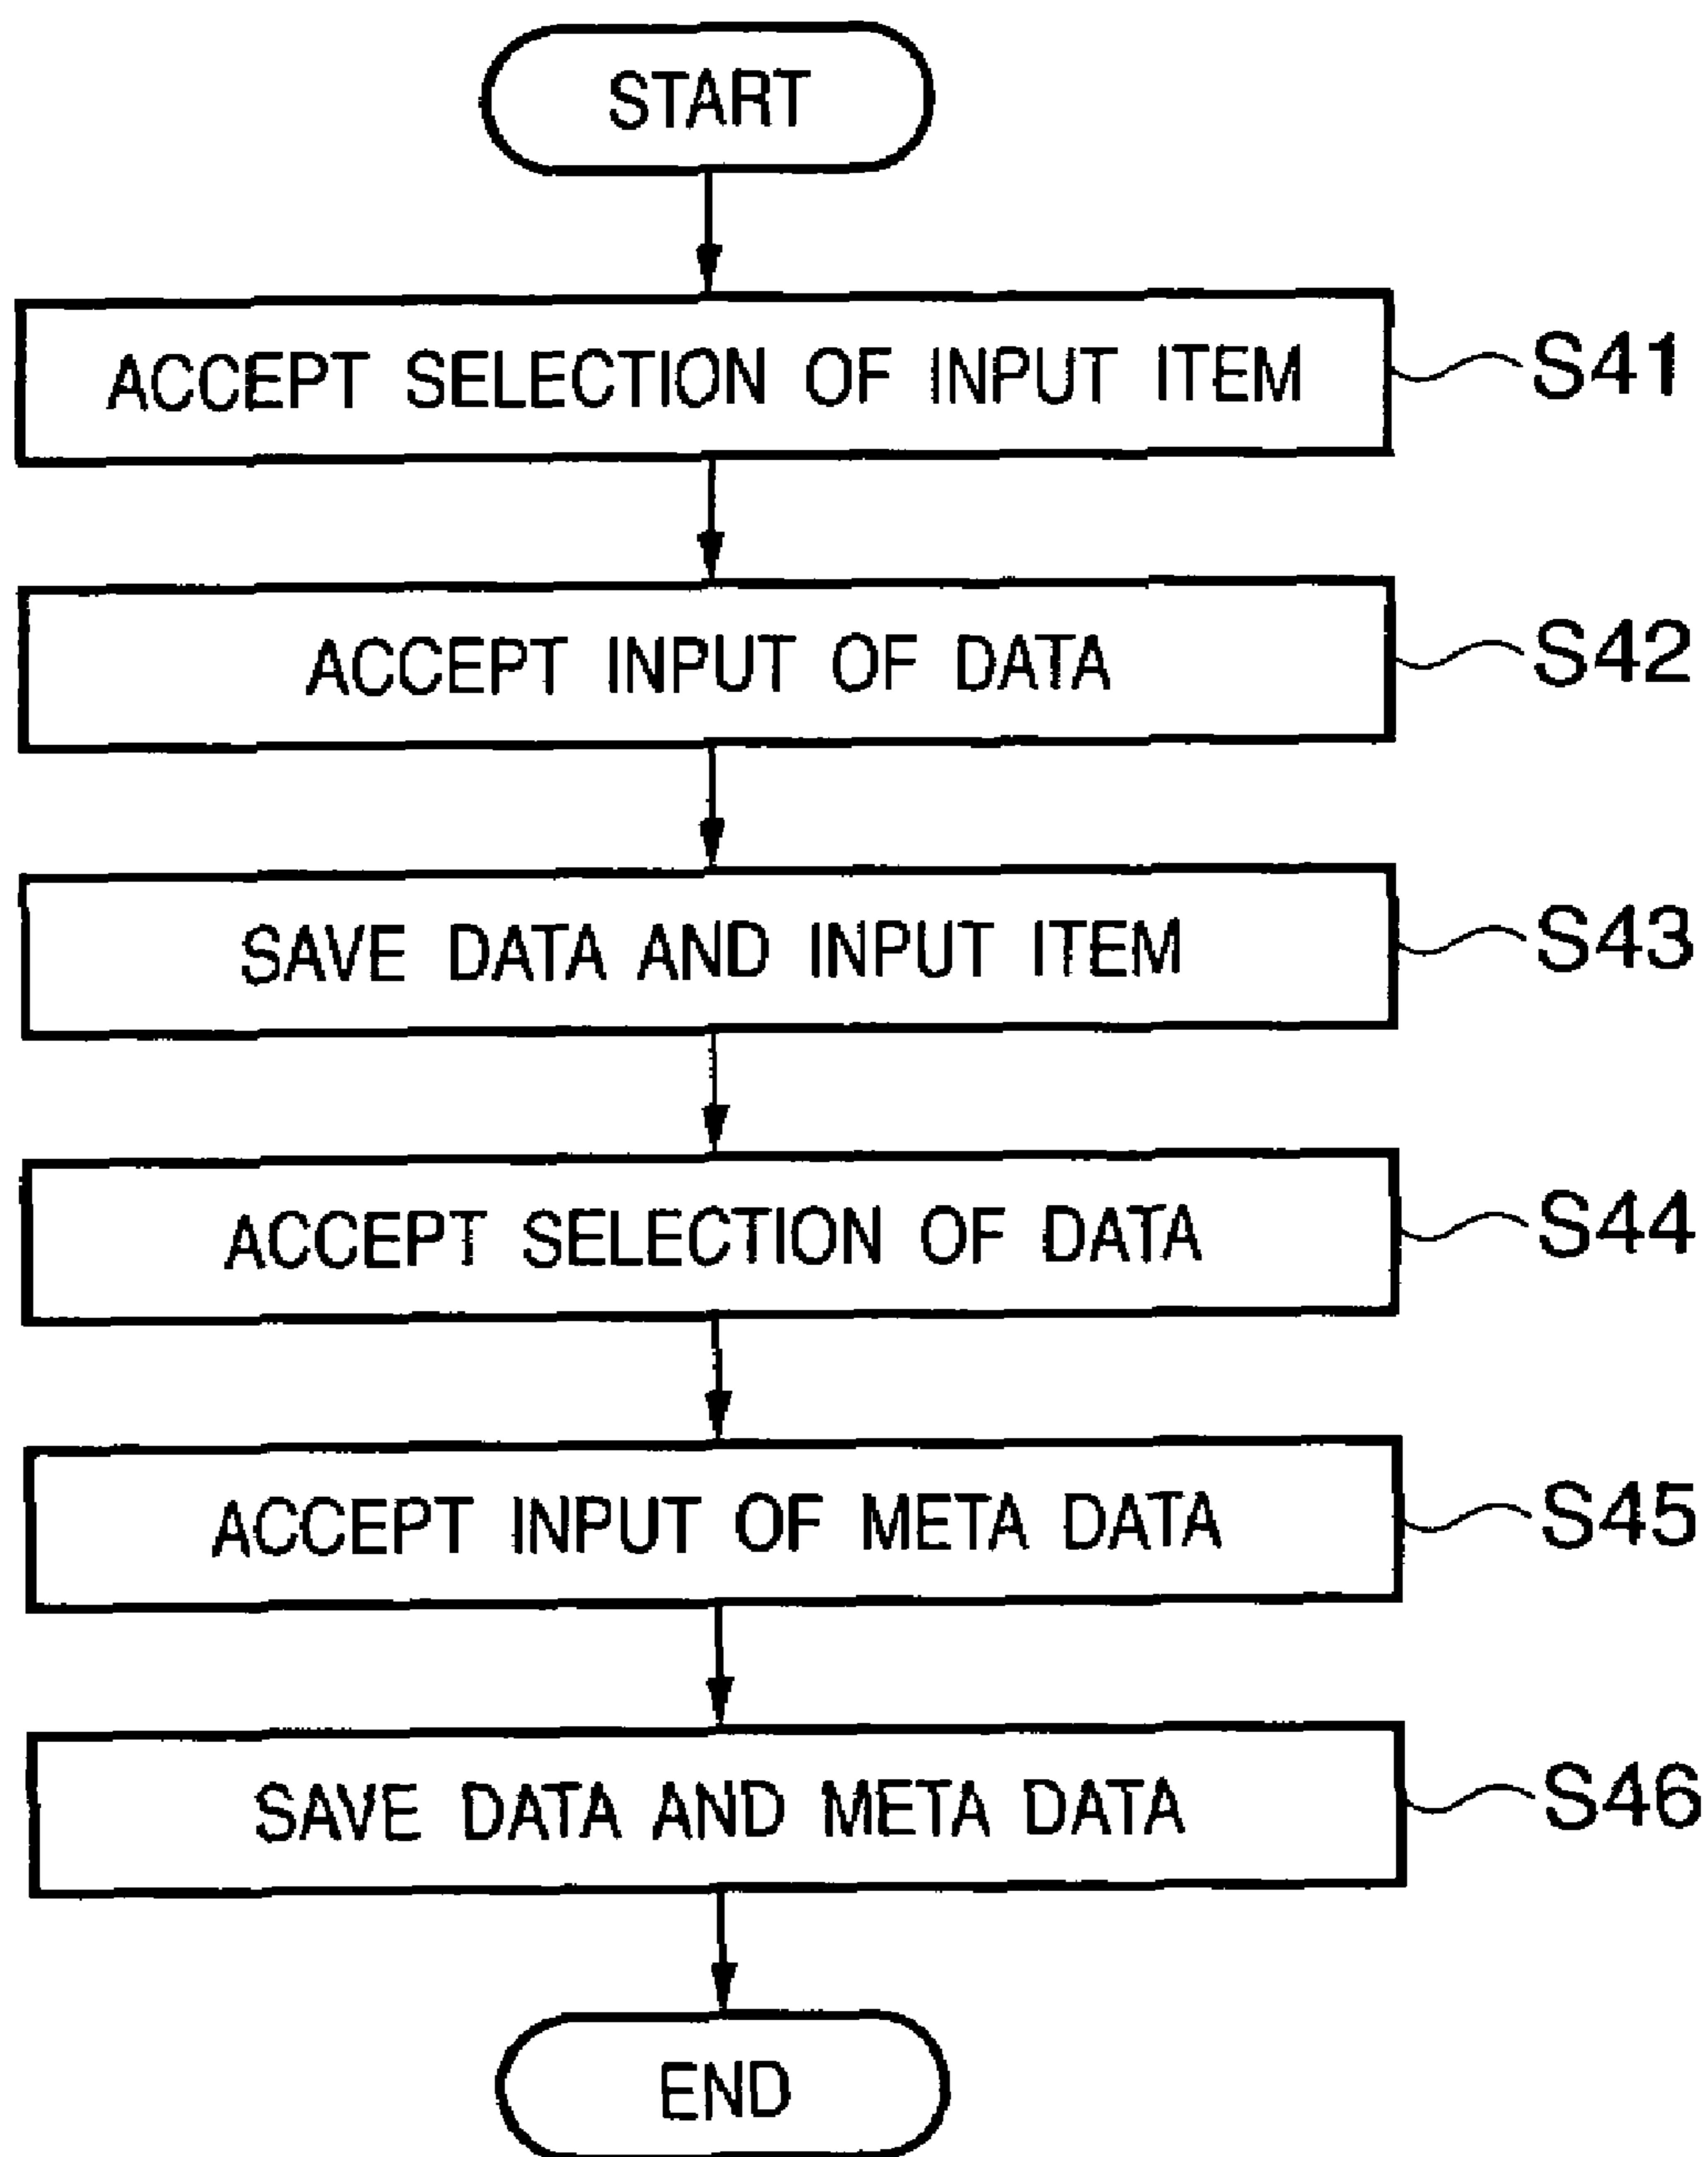 START
ACCEPT SELECTION OF INPUT ITEM
S41
ACCEPT INPUT OF DATA
S42
SAVE DATA AND INPUT ITEM
S43
ACCEPT SELECTION OF DATA
S44
ACCEPT INPUT OF META DATA
S45
SAVE DATA AND META DATA
S46
END